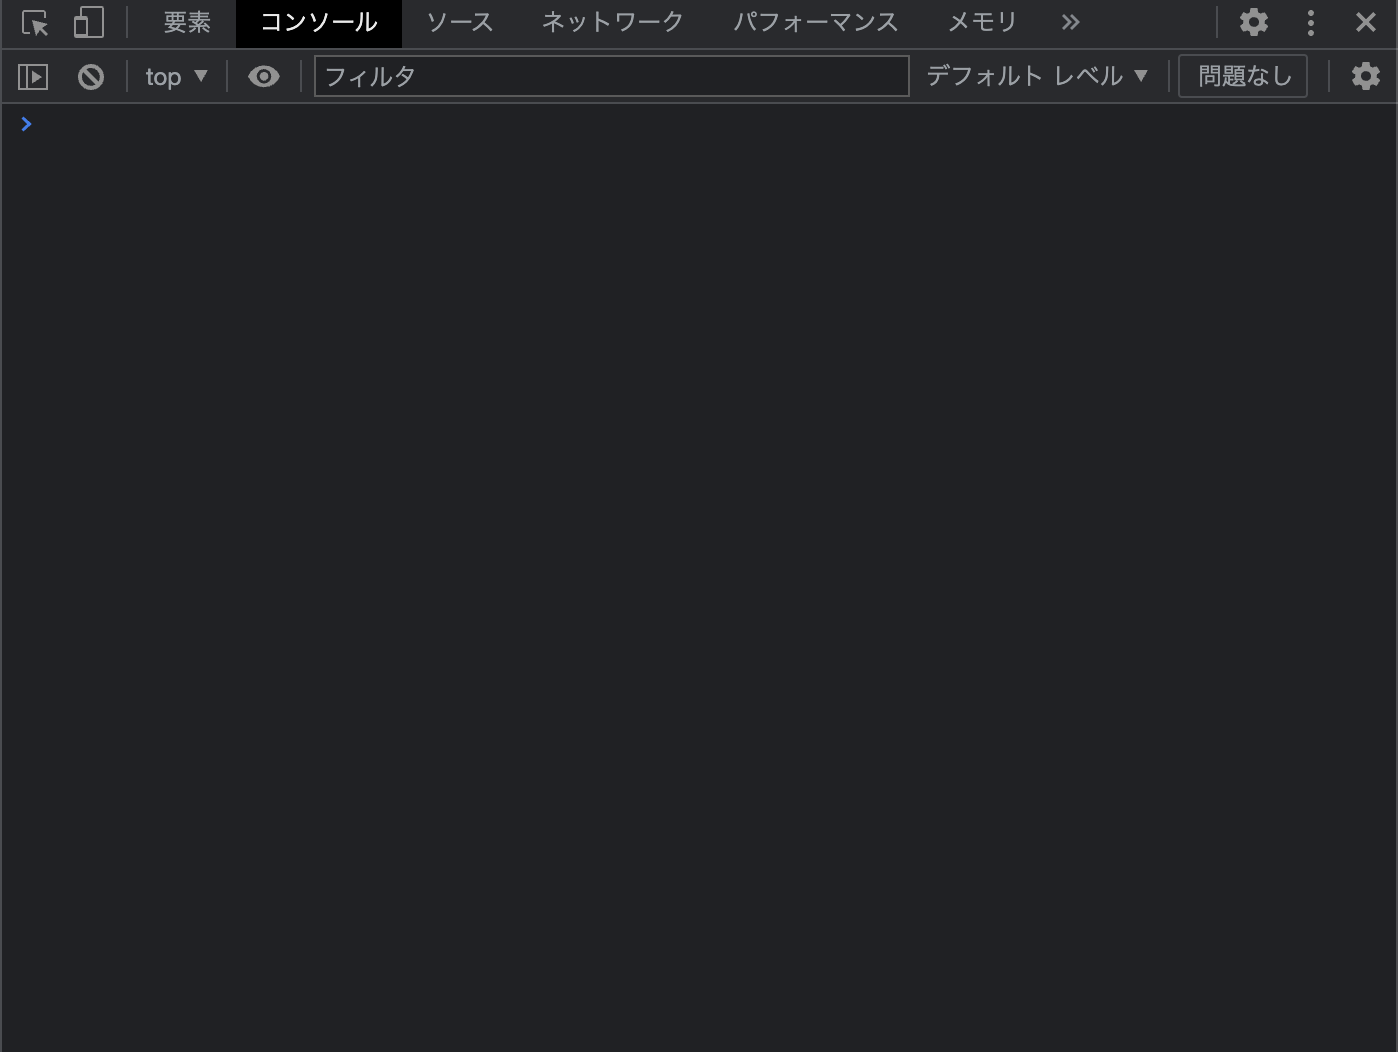 要素 コンソール ソース ネットワーク パフォーマンス メモリ
top フィルタ デフォルト レベル 問題なし